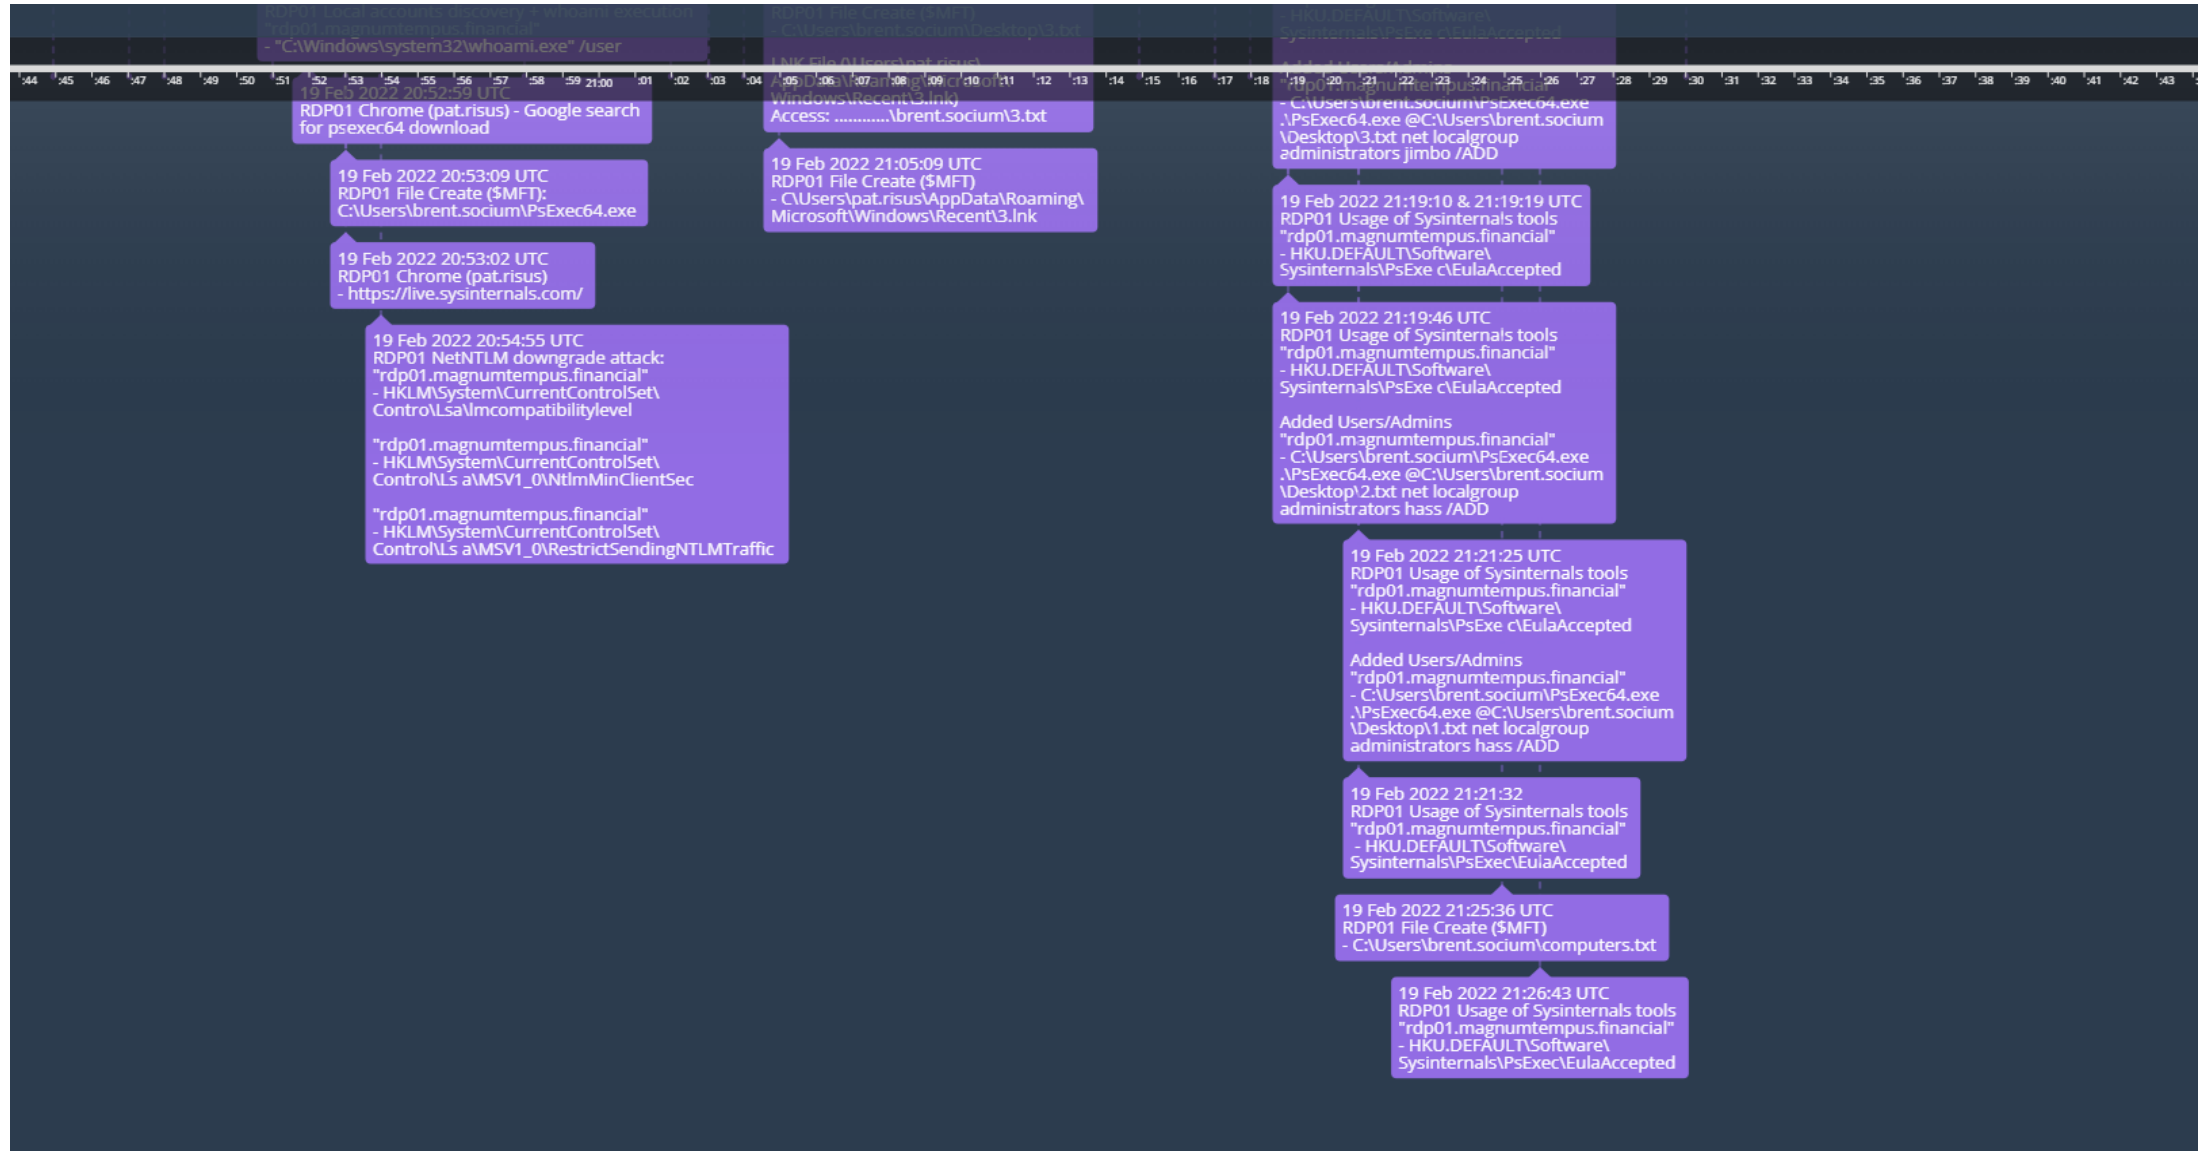 RDP01 Local accounts discovery + whoami execution
"rdp01.magnumtempus.financial"
- "C:\Windows\system32\whoami.exe" /user
RDP01 File Create ($MFT)
- C:\Users\brent.socium\Desktop\3.txt
LNK File (\Users\pat.risus\
AppData\Roaming\Microsoft
Windows\Recent\3.lnk)
Access: ............\brent.socium\3.txt
- HKU.DEFAULT\Software\
Sysinternals\PsExe c\EulaAccepted
Added Users/Admins
"rdp01.magnumtempus.financial"
- C:\Users\brent.socium\PsExec64.exe
.\PsExec64.exe @C:\Users\brent.socium
\Desktop\3.txt net localgroup
administrators jimbo /ADD
:44 :45 :46 :47 :48 :49 :50 :51 :52 :53 :54 :55 :56 :57 :58 :59 21:00 :01 :02 :03 :04 :05 :06 :07 :08 :09 :10 :11 :12 :13 :14 :15 :16 :17 :18 :19 :20 :21 :22 :23 :24 :25 :26 :27 :28 :29 :30 :31 :32 :33 :34 :35 :36 :37 :38 :39 :40 :41 :42 :43
19 Feb 2022 20:52:59 UTC
RDP01 Chrome (pat.risus) - Google search
for psexec64 download
19 Feb 2022 20:53:09 UTC
RDP01 File Create ($MFT):
C:\Users\brent.socium\PsExec64.exe
19 Feb 2022 20:53:02 UTC
RDP01 Chrome (pat.risus)
- https://live.sysinternals.com/
19 Feb 2022 20:54:55 UTC
RDP01 NetNTLM downgrade attack:
"rdp01.magnumtempus.financial"
- HKLM\System\CurrentControlSet\
Contro\Lsa\lmcompatibilitylevel
"rdp01.magnumtempus.financial"
- HKLM\System\CurrentControlSet\
Control\Ls a\MSV1_0\NtlmMinClientSec
"rdp01.magnumtempus.financial"
- HKLM\System\CurrentControlSet\
Control\Ls a\MSV1_0\RestrictSendingNTLMTraffic
19 Feb 2022 21:05:09 UTC
RDP01 File Create ($MFT)
- C\Users\pat.risus\AppData\Roaming\
Microsoft\Windows\Recent\3.lnk
19 Feb 2022 21:19:10 & 21:19:19 UTC
RDP01 Usage of Sysinternals tools
"rdp01.magnumtempus.financial"
- HKU.DEFAULT\Software\
Sysinternals\PsExe c\EulaAccepted
19 Feb 2022 21:19:46 UTC
RDP01 Usage of Sysinternals tools
"rdp01.magnumtempus.financial"
- HKU.DEFAULT\Software\
Sysinternals\PsExe c\EulaAccepted
Added Users/Admins
"rdp01.magnumtempus.financial"
- C:\Users\brent.socium\PsExec64.exe
.\PsExec64.exe @C:\Users\brent.socium
\Desktop\2.txt net localgroup
administrators hass /ADD
19 Feb 2022 21:21:25 UTC
RDP01 Usage of Sysinternals tools
"rdp01.magnumtempus.financial"
- HKU.DEFAULT\Software\
Sysinternals\PsExe c\EulaAccepted
Added Users/Admins
"rdp01.magnumtempus.financial"
- C:\Users\brent.socium\PsExec64.exe
.\PsExec64.exe @C:\Users\brent.socium
\Desktop\1.txt net localgroup
administrators hass /ADD
19 Feb 2022 21:21:32
RDP01 Usage of Sysinternals tools
"rdp01.magnumtempus.financial"
- HKU.DEFAULT\Software\
Sysinternals\PsExec\EulaAccepted
19 Feb 2022 21:25:36 UTC
RDP01 File Create ($MFT)
- C:\Users\brent.socium\computers.txt
19 Feb 2022 21:26:43 UTC
RDP01 Usage of Sysinternals tools
"rdp01.magnumtempus.financial"
- HKU.DEFAULT\Software\
Sysinternals\PsExec\EulaAccepted